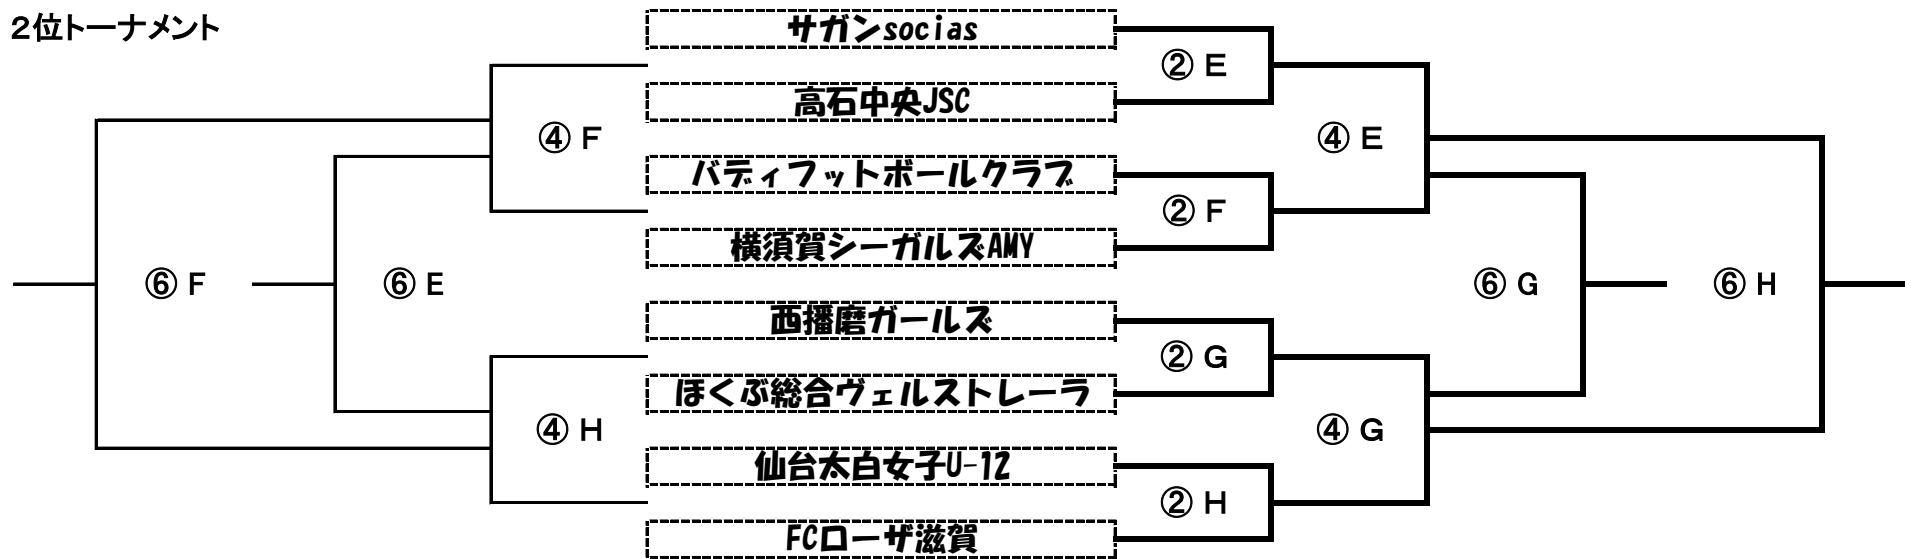 ２位トーナメント
サガンsocias
② E
高石中央JSC
④ F
④ E
バディフットボールクラブ
② F
横須賀シーガルズAMY
⑥ F
⑥ E
⑥ G
⑥ H
西播磨ガールズ
② G
ほくぶ総合ヴェルストレーラ
④ H
④ G
仙台太白女子U-12
② H
FCローザ滋賀